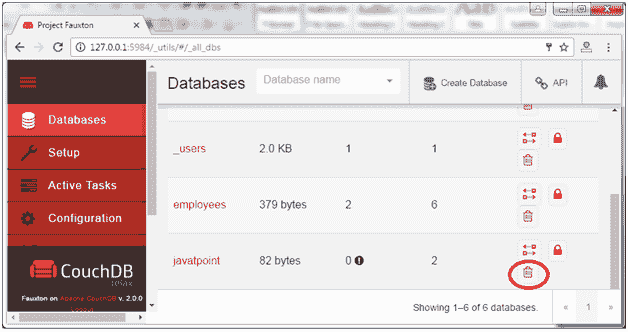 Project Fauxton
127.0.0.1:5984/_utils/#/_all_dbs
Databases
Database name
Create Database
API
Databases
Setup
Active Tasks
Configuration
_users 2.0 KB 1 1
employees 379 bytes 2 6
javatpoint 82 bytes 0 2
CouchDB
relax
Fauxton on Apache CouchDB v. 2.0.0
Showing 1–6 of 6 databases.
« 1 »